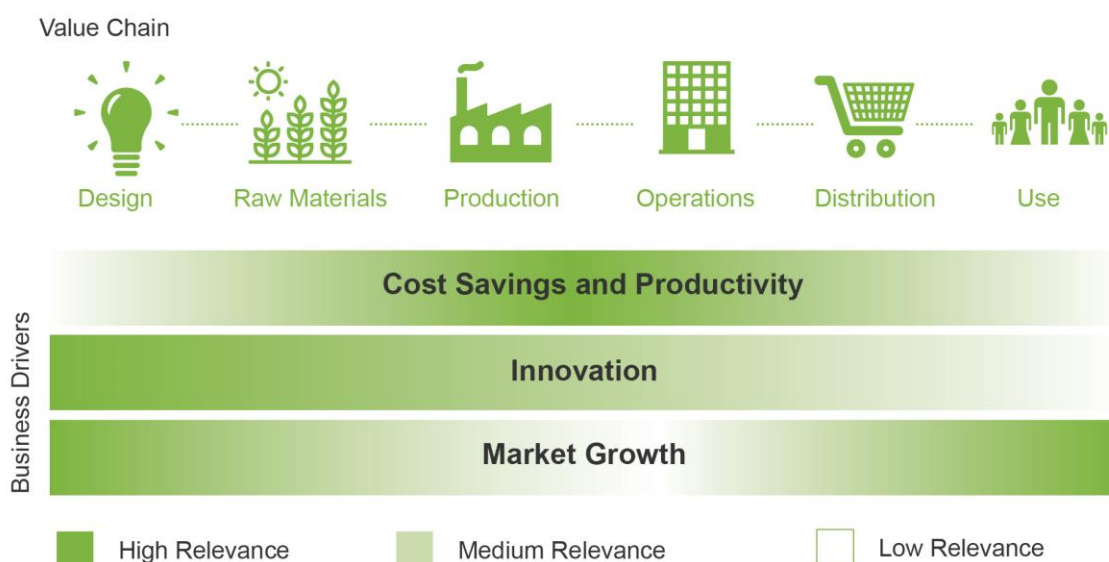 Value Chain
Design
Raw Materials
Production
Operations
Distribution
Use
Business Drivers
Cost Savings and Productivity
Innovation
Market Growth
High Relevance
Medium Relevance
Low Relevance